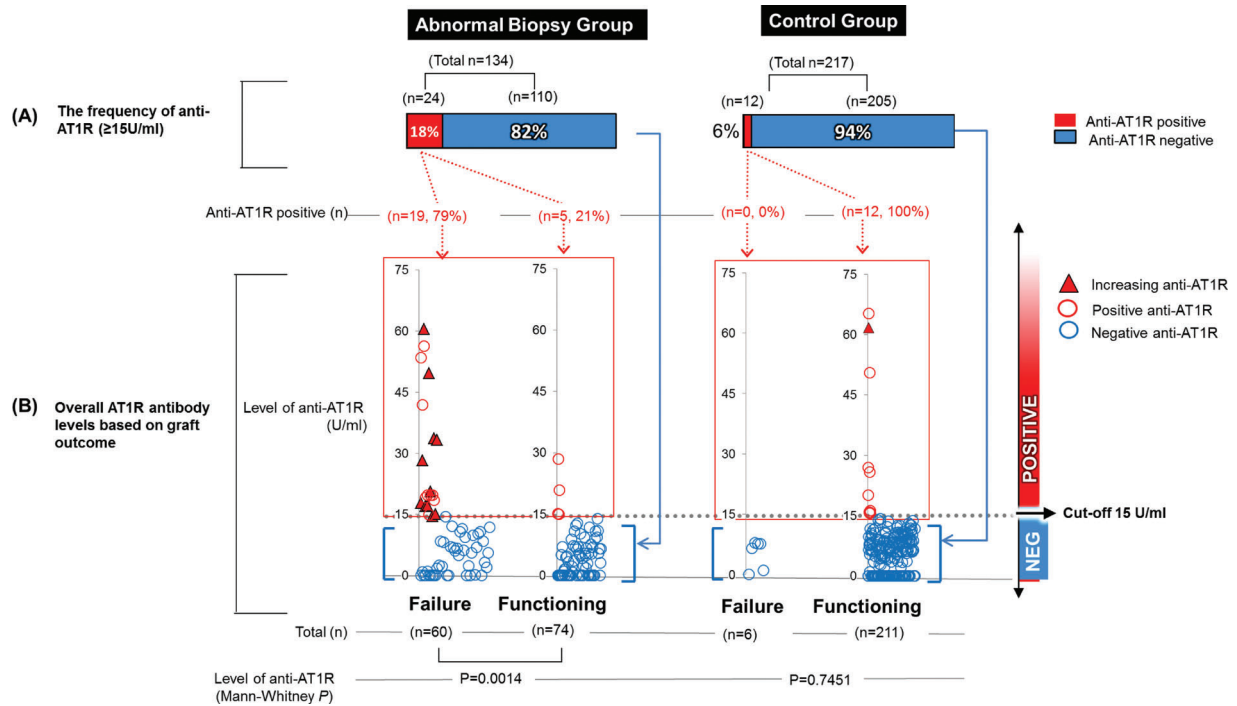 Abnormal Biopsy Group
Control Group
(Total n=134)
(Total n=217)
(n=24)
(n=110)
(n=12)
(n=205)
(A)
The frequency of anti-
AT1R (≥15U/ml)
18%
82%
6%
94%
Anti-AT1R positive
Anti-AT1R negative
Anti-AT1R positive (n)
(n=19, 79%)
(n=5, 21%)
(n=0, 0%)
(n=12, 100%)
75
75
75
75
60
60
60
60
45
45
45
45
30
30
30
30
15
15
15
15
0
0
0
0
Increasing anti-AT1R
Positive anti-AT1R
Negative anti-AT1R
(B)
Overall AT1R antibody
levels based on graft
outcome
Level of anti-AT1R
(U/ml)
POSITIVE
Cut-off 15 U/ml
NEG
Failure
Functioning
Failure
Functioning
Total (n)
(n=60)
(n=74)
(n=6)
(n=211)
Level of anti-AT1R
(Mann-Whitney P)
P=0.0014
P=0.7451